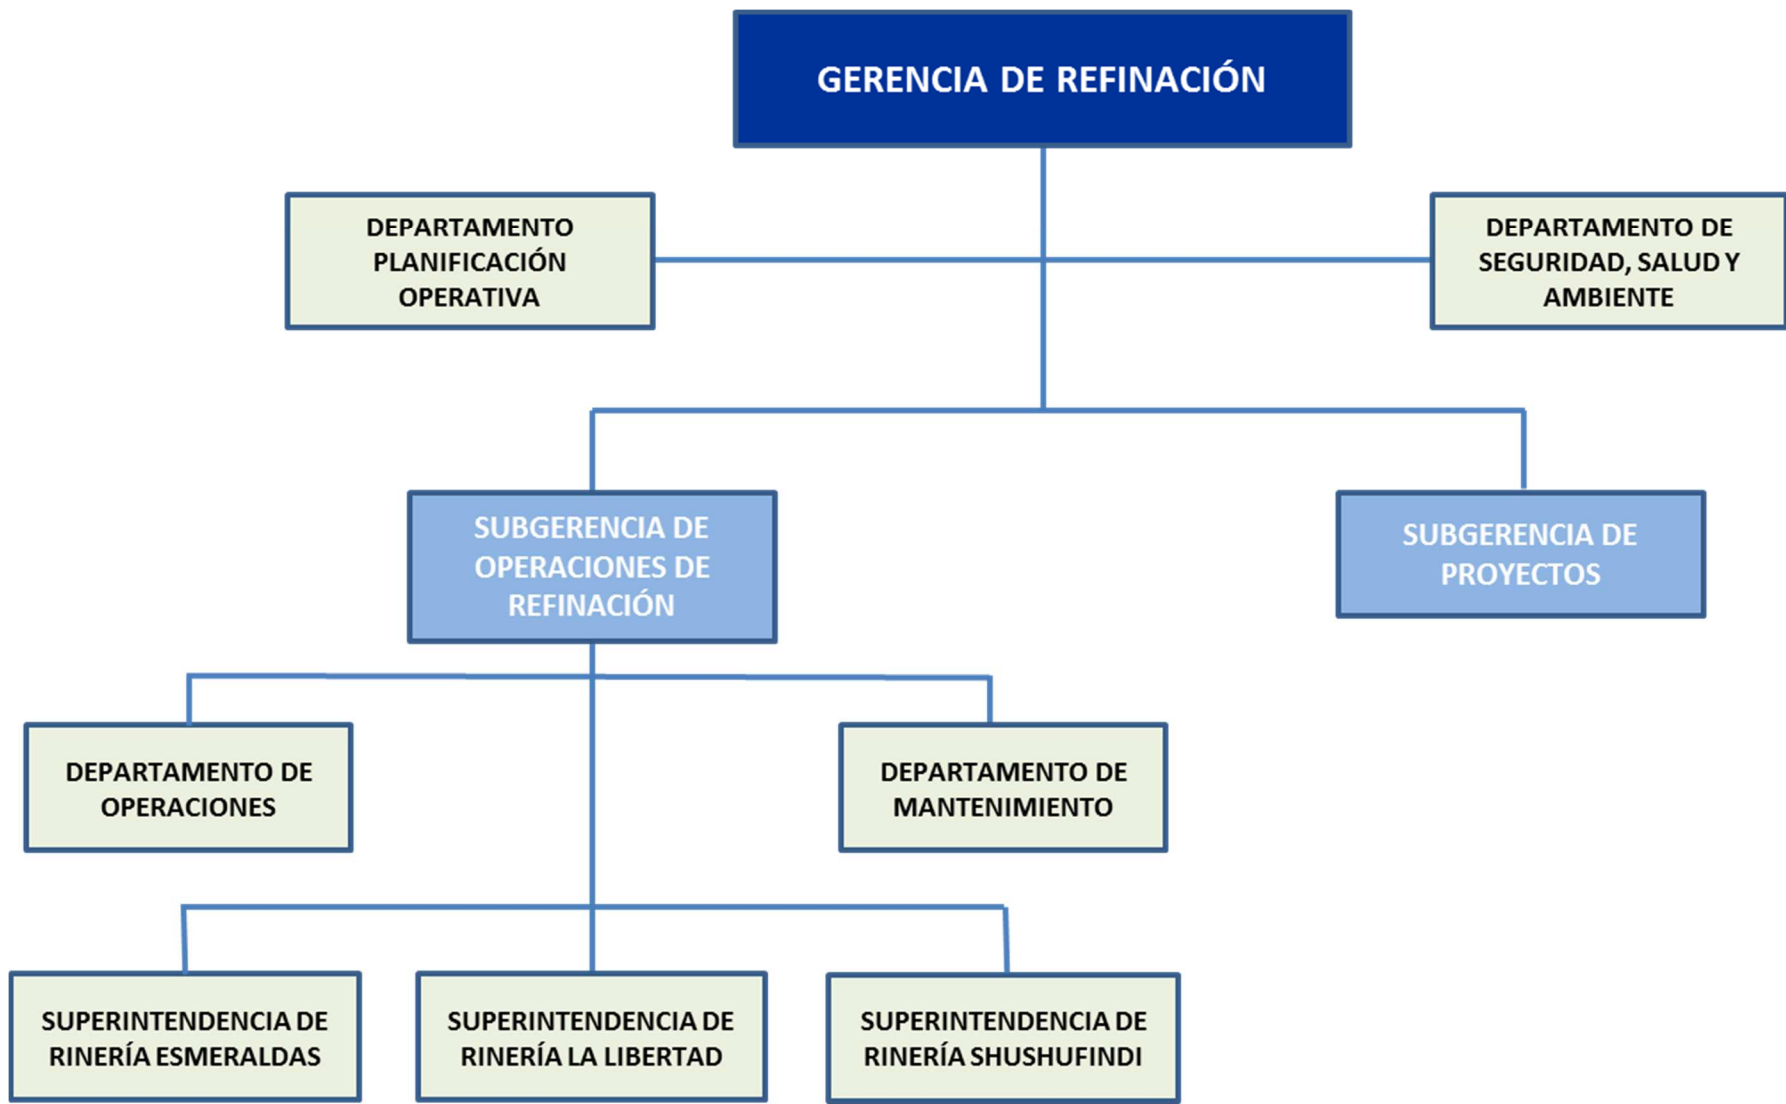 GERENCIA DE REFINACIÓN
DEPARTAMENTO
PLANIFICACIÓN
OPERATIVA
DEPARTAMENTO DE
SEGURIDAD, SALUD Y
AMBIENTE
SUBGERENCIA DE
OPERACIONES DE
REFINACIÓN
SUBGERENCIA DE
PROYECTOS
DEPARTAMENTO DE
OPERACIONES
DEPARTAMENTO DE
MANTENIMIENTO
SUPERINTENDENCIA DE
RINERÍA ESMERALDAS
SUPERINTENDENCIA DE
RINERÍA LA LIBERTAD
SUPERINTENDENCIA DE
RINERÍA SHUSHUFINDI